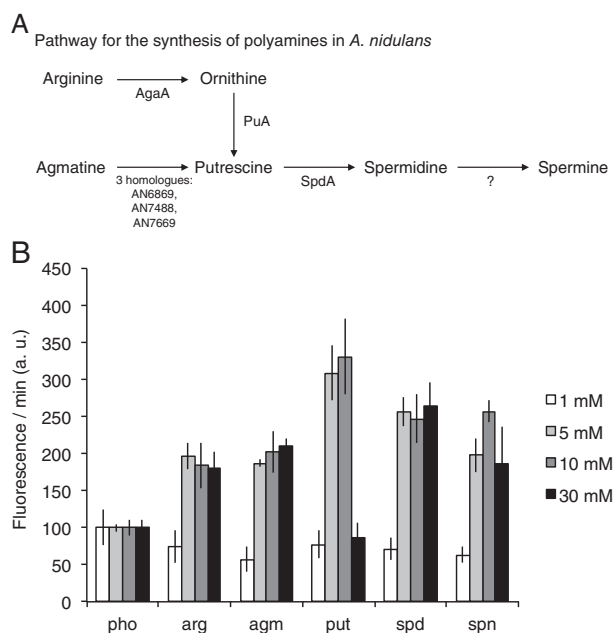 A
Pathway for the synthesis of polyamines in A. nidulans
Arginine
Ornithine
AgaA
PuA
Agmatine
Putrescine
Spermidine
Spermine
3 homologues:
AN6869,
AN7488,
AN7669
SpdA
?
B
Fluorescence / min (a. u.)
450
400
350
300
250
200
150
100
50
0
pho arg agm put spd spn
1 mM
5 mM
10 mM
30 mM